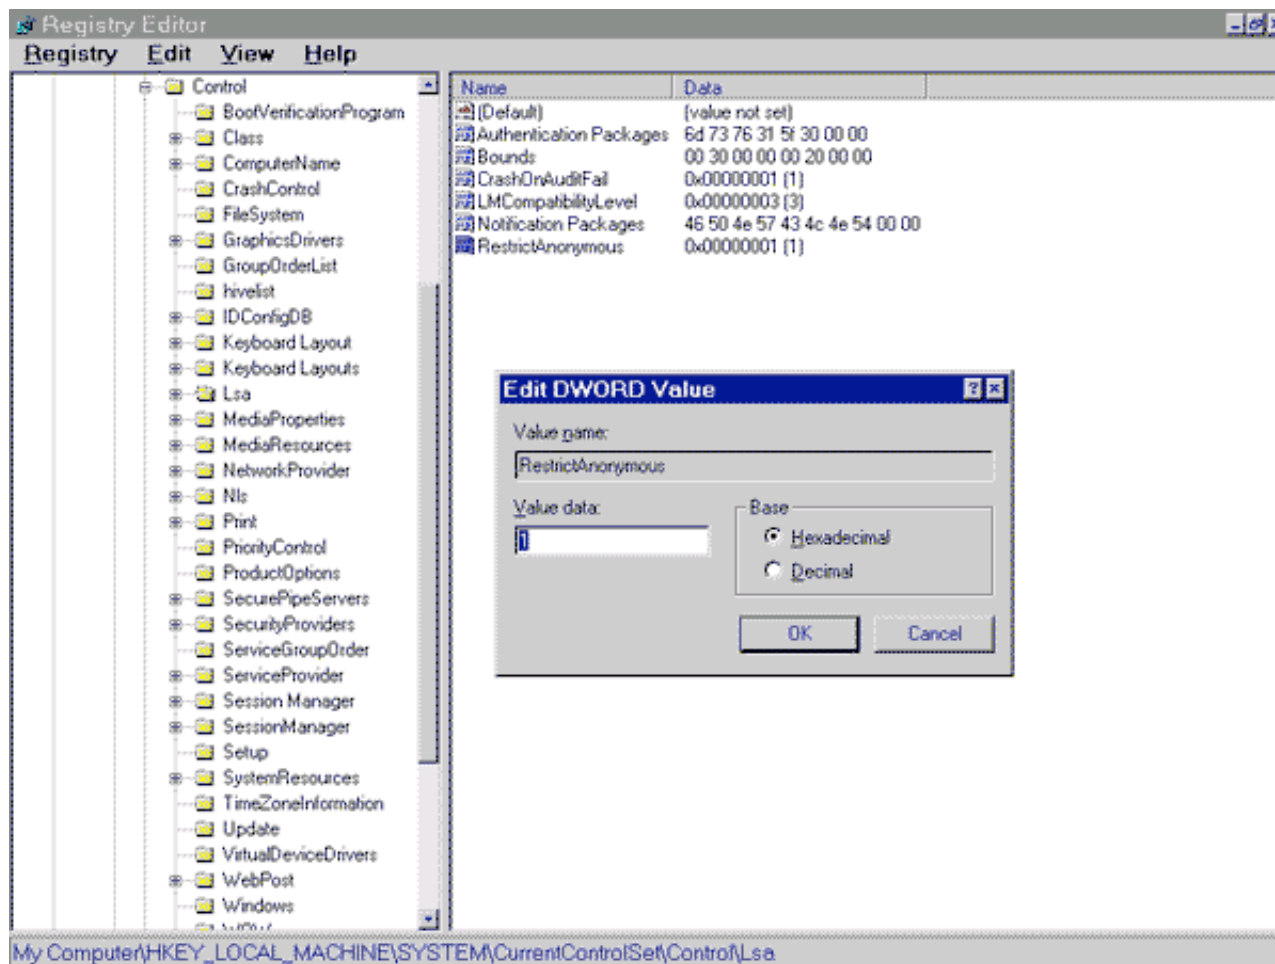 Registry Editor
Registry Edit View Help
Control
BootVerificationProgram
Class
ComputerName
CrashControl
FileSystem
GraphicsDrivers
GroupOrderList
hivelist
IDConfigDB
Keyboard Layout
Keyboard Layouts
Lsa
MediaProperties
MediaResources
NetworkProvider
Nls
Print
PriorityControl
ProductOptions
SecurePipeServers
SecurityProviders
ServiceGroupOrder
ServiceProvider
Session Manager
SessionManager
Setup
SystemResources
TimeZoneInformation
Update
VirtualDeviceDrivers
WebPost
Windows
Name Data
(Default) (value not set)
Authentication Packages 6d 73 76 31 5f 30 00 00
Bounds 00 30 00 00 00 20 00 00
CrashOnAuditFail 0x00000001 (1)
LMCompatibilityLevel 0x00000003 (3)
Notification Packages 46 50 4e 57 43 4c 4e 54 00 00
RestrictAnonymous 0x00000001 (1)
Edit DWORD Value
Value name:
RestrictAnonymous
Value data:
1
Base
Hexadecimal
Decimal
OK Cancel
My Computer\HKEY_LOCAL_MACHINE\SYSTEM\CurrentControlSet\Control\Lsa